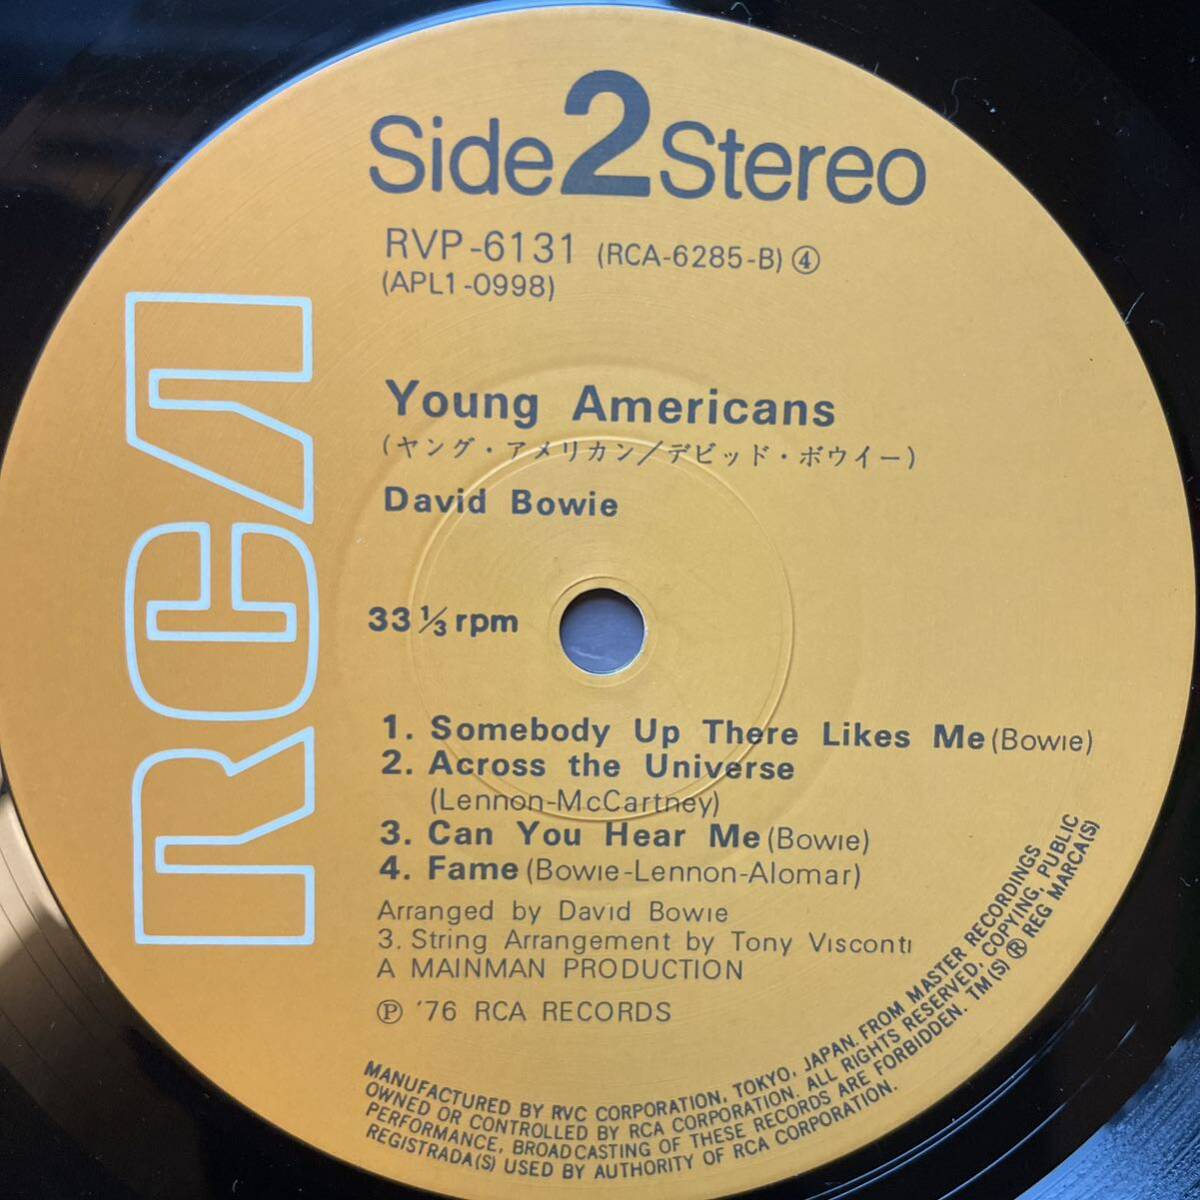 Side 2 Stereo
RVP-6131 (RCA-6285-B) ④
(APL1-0998)
RCA
Young Americans
(ヤング・アメリカン／デビッド・ボウイー)
David Bowie
33 ⅓ rpm
1. Somebody Up There Likes Me (Bowie)
2. Across the Universe
(Lennon-McCartney)
3. Can You Hear Me (Bowie)
4. Fame (Bowie-Lennon-Alomar)
Arranged by David Bowie
3. String Arrangement by Tony Visconti
A MAINMAN PRODUCTION
Ⓟ '76 RCA RECORDS
MANUFACTURED BY RVC CORPORATION, TOKYO, JAPAN. FROM MASTER RECORDINGS
OWNED OR CONTROLLED BY RCA CORPORATION. ALL RIGHTS RESERVED, COPYING, PUBLIC
PERFORMANCE, BROADCASTING OF THESE RECORDS ARE FORBIDDEN. TM(S) ® REG MARCA(S)
REGISTRADA(S) USED BY AUTHORITY OF RCA CORPORATION.